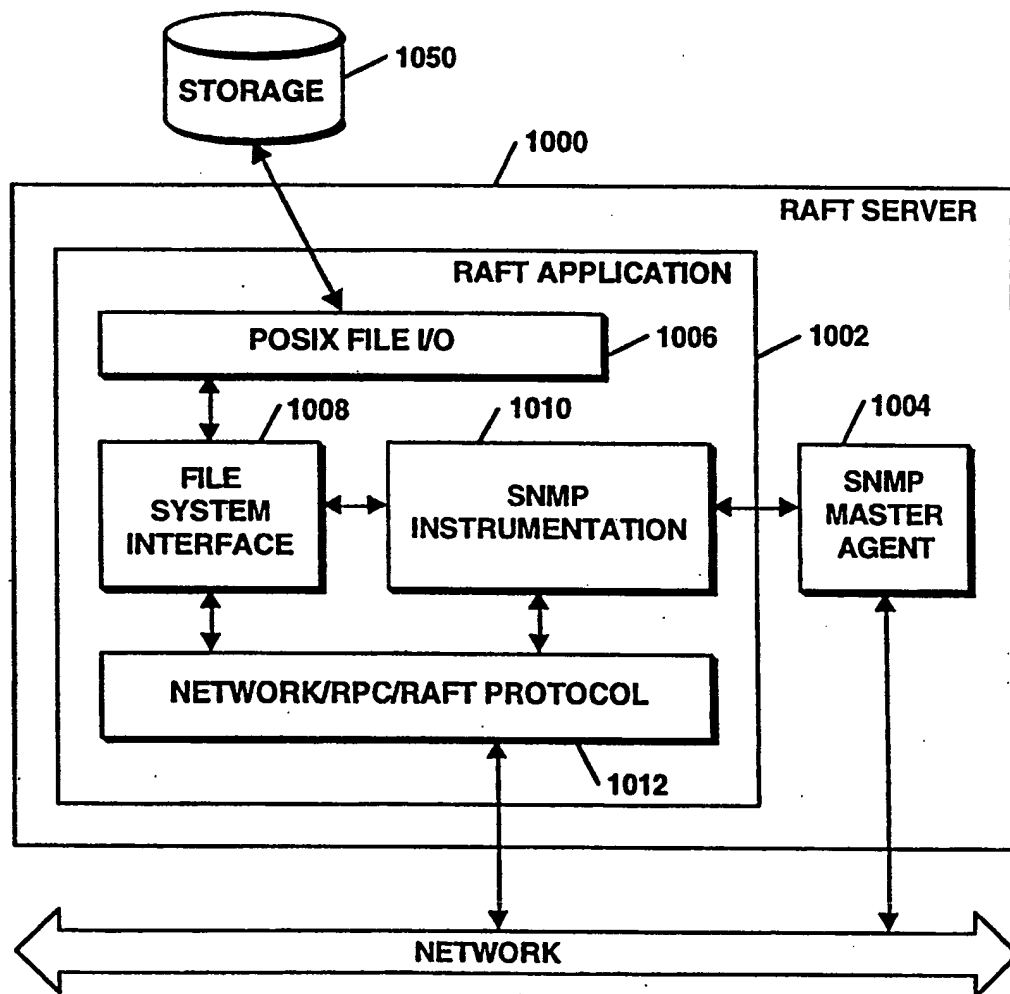 STORAGE
1050
1000
RAFT SERVER
RAFT APPLICATION
POSIX FILE I/O
1006
1002
1008
1010
1004
FILE
SYSTEM
INTERFACE
SNMP
INSTRUMENTATION
SNMP
MASTER
AGENT
NETWORK/RPC/RAFT PROTOCOL
1012
NETWORK